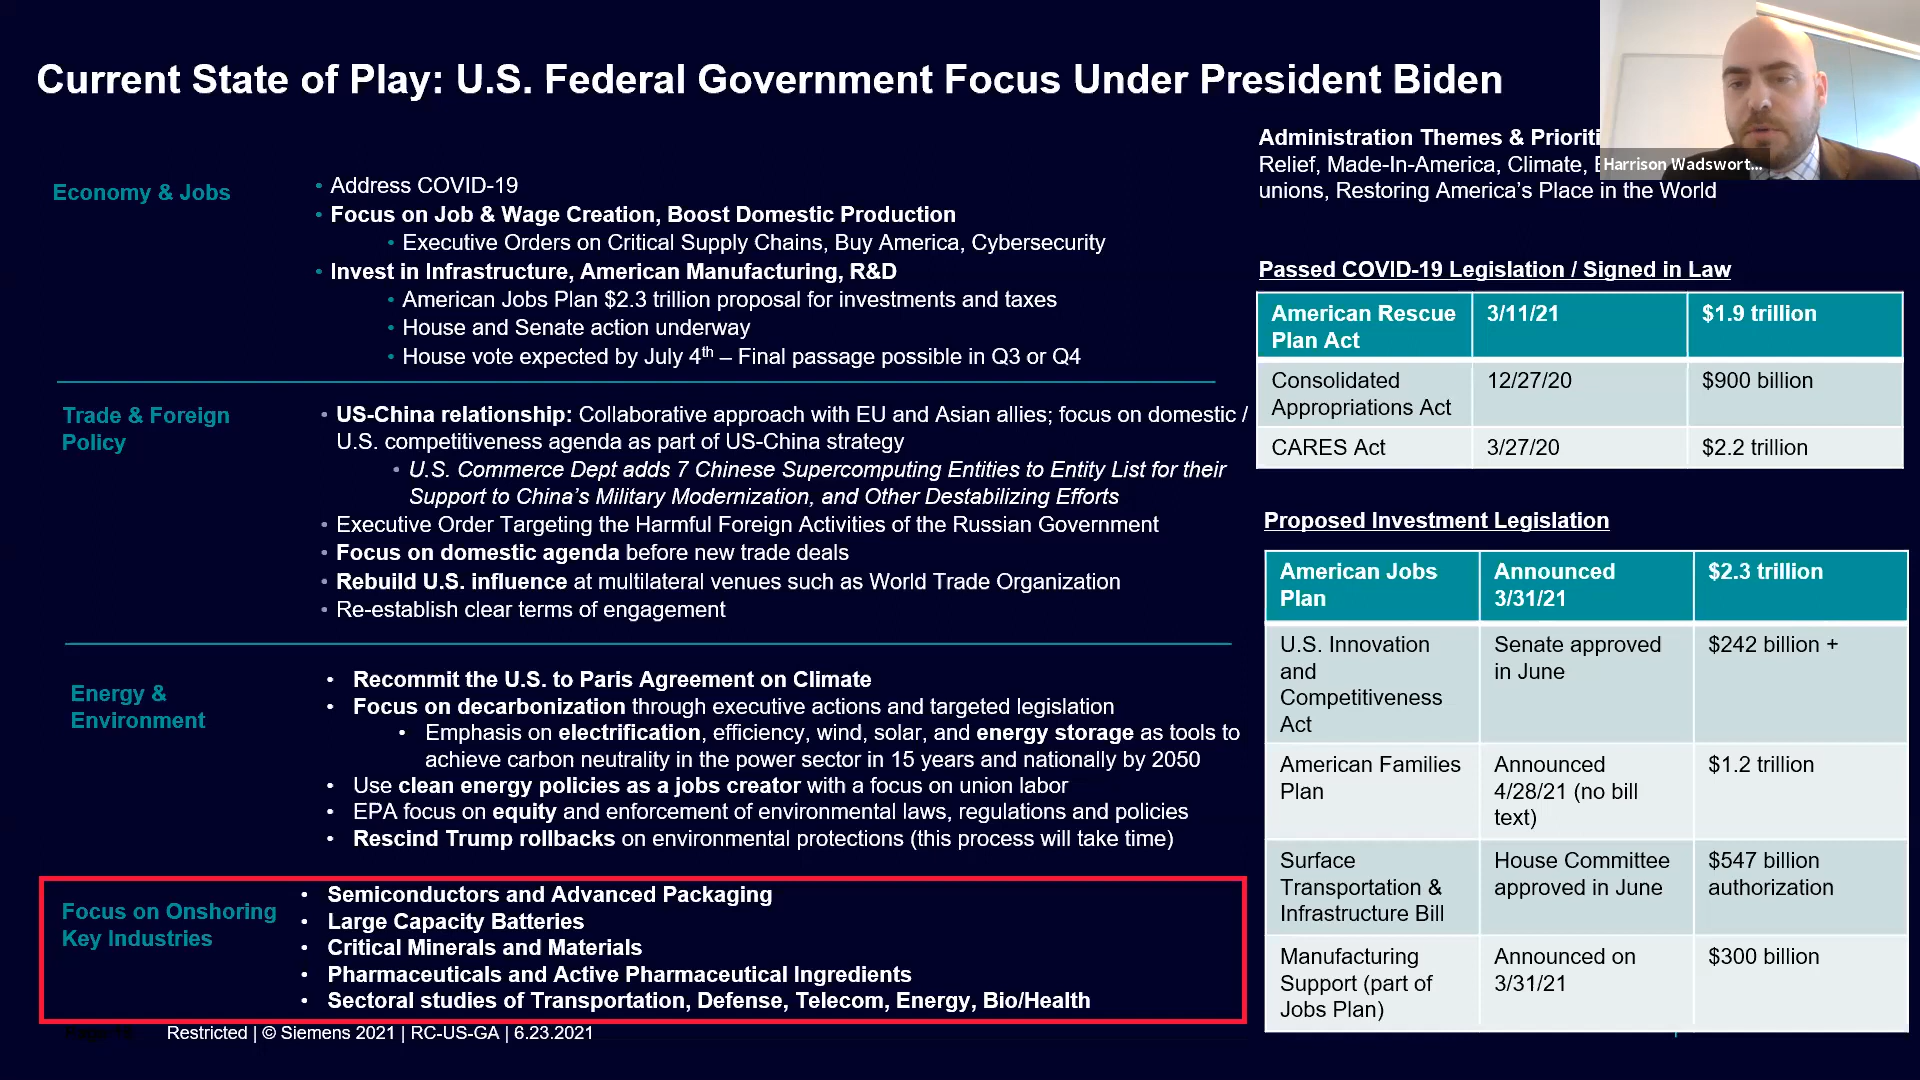 Current State of Play: U.S. Federal Government Focus Under President Biden
Harrison Wadswort...
Economy & Jobs
• Address COVID-19
• Focus on Job & Wage Creation, Boost Domestic Production
• Executive Orders on Critical Supply Chains, Buy America, Cybersecurity
• Invest in Infrastructure, American Manufacturing, R&D
• American Jobs Plan $2.3 trillion proposal for investments and taxes
• House and Senate action underway
• House vote expected by July 4th – Final passage possible in Q3 or Q4
Trade & Foreign
Policy
• US-China relationship: Collaborative approach with EU and Asian allies; focus on domestic /
U.S. competitiveness agenda as part of US-China strategy
• U.S. Commerce Dept adds 7 Chinese Supercomputing Entities to Entity List for their
Support to China's Military Modernization, and Other Destabilizing Efforts
• Executive Order Targeting the Harmful Foreign Activities of the Russian Government
• Focus on domestic agenda before new trade deals
• Rebuild U.S. influence at multilateral venues such as World Trade Organization
• Re-establish clear terms of engagement
Energy &
Environment
• Recommit the U.S. to Paris Agreement on Climate
• Focus on decarbonization through executive actions and targeted legislation
• Emphasis on electrification, efficiency, wind, solar, and energy storage as tools to
achieve carbon neutrality in the power sector in 15 years and nationally by 2050
• Use clean energy policies as a jobs creator with a focus on union labor
• EPA focus on equity and enforcement of environmental laws, regulations and policies
• Rescind Trump rollbacks on environmental protections (this process will take time)
Focus on Onshoring
Key Industries
• Semiconductors and Advanced Packaging
• Large Capacity Batteries
• Critical Minerals and Materials
• Pharmaceuticals and Active Pharmaceutical Ingredients
• Sectoral studies of Transportation, Defense, Telecom, Energy, Bio/Health
Restricted | © Siemens 2021 | RC-US-GA | 6.23.2021
Administration Themes &
Relief, Made-In-America, Climate,
unions, Restoring America's Place in the World
Passed COVID-19 Legislation / Signed in Law
American Rescue
Plan Act
3/11/21
$1.9 trillion
Consolidated
Appropriations Act
12/27/20
$900 billion
CARES Act
3/27/20
$2.2 trillion
Proposed Investment Legislation
American Jobs
Plan
Announced
3/31/21
$2.3 trillion
U.S. Innovation
and
Competitiveness
Act
Senate approved
in June
$242 billion +
American Families
Plan
Announced
4/28/21 (no bill
text)
$1.2 trillion
Surface
Transportation &
Infrastructure Bill
House Committee
approved in June
$547 billion
authorization
Manufacturing
Support (part of
Jobs Plan)
Announced on
3/31/21
$300 billion